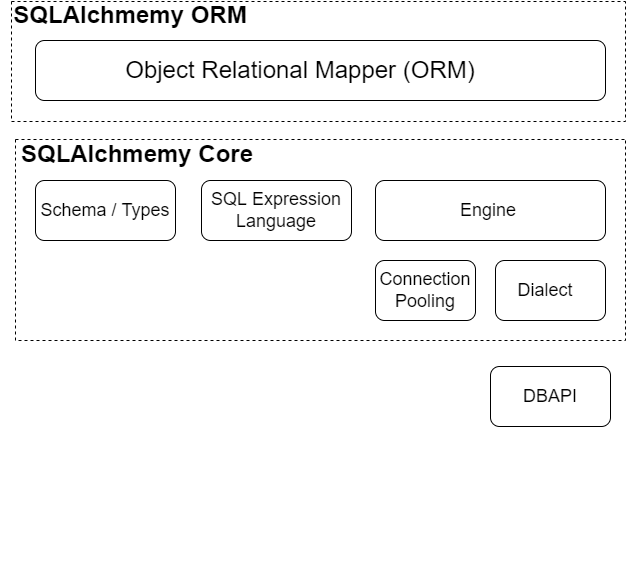 SQLAlchmemy ORM
Object Relational Mapper (ORM)
SQLAlchmemy Core
Schema / Types
SQL Expression
Language
Engine
Connection
Pooling
Dialect
DBAPI